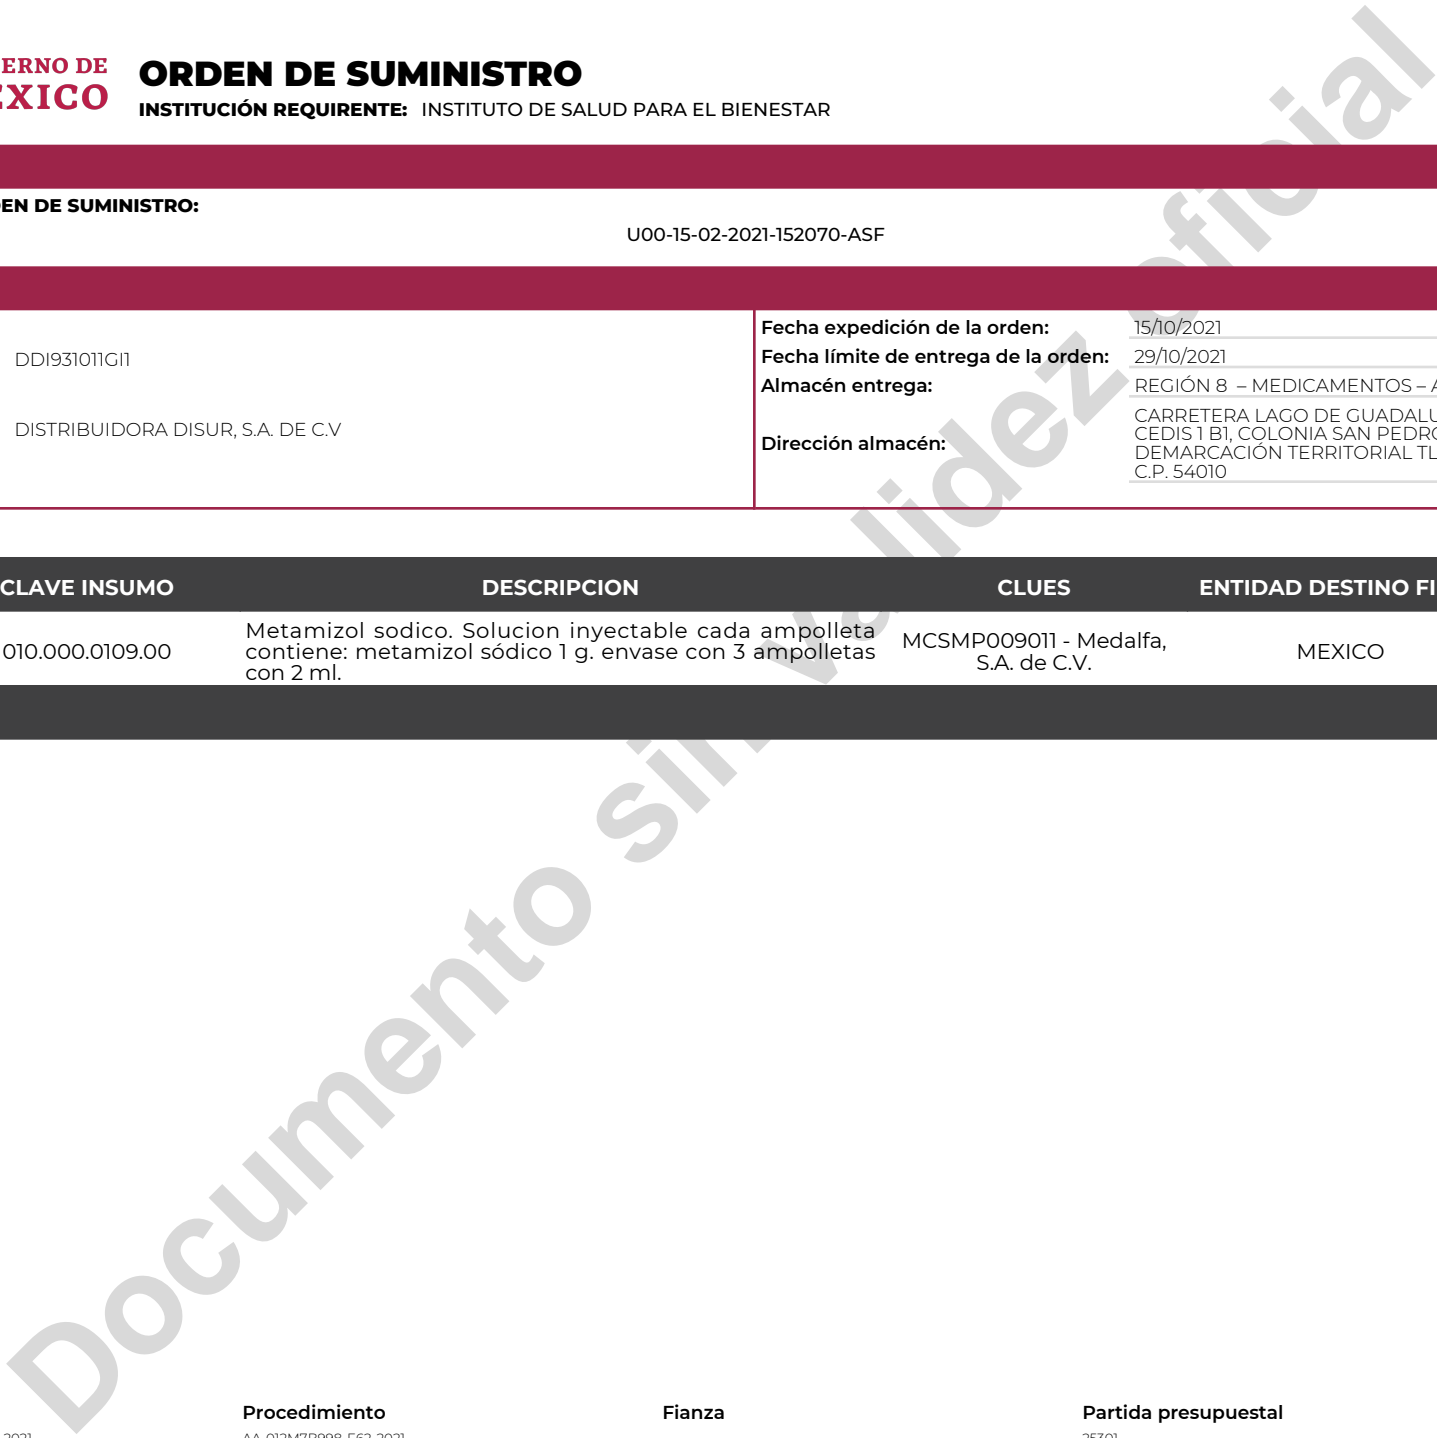 ERNO DE
EXICO
ORDEN DE SUMINISTRO
INSTITUCIÓN REQUIRENTE: INSTITUTO DE SALUD PARA EL BIENESTAR
EN DE SUMINISTRO:
U00-15-02-2021-152070-ASF
DDI931011GI1
DISTRIBUIDORA DISUR, S.A. DE C.V
Fecha expedición de la orden: 15/10/2021
Fecha límite de entrega de la orden: 29/10/2021
Almacén entrega: REGIÓN 8 – MEDICAMENTOS – A
Dirección almacén:
CARRETERA LAGO DE GUADALU
CEDIS 1 B1, COLONIA SAN PEDRO
DEMARCACIÓN TERRITORIAL TL
C.P. 54010
CLAVE INSUMO DESCRIPCION CLUES ENTIDAD DESTINO FI
010.000.0109.00
Metamizol sodico. Solucion inyectable cada ampolleta
contiene: metamizol sódico 1 g. envase con 3 ampolletas
con 2 ml.
MCSMP009011 - Medalfa,
S.A. de C.V.
MEXICO
Documento sin validez oficial
Procedimiento Fianza Partida presupuestal